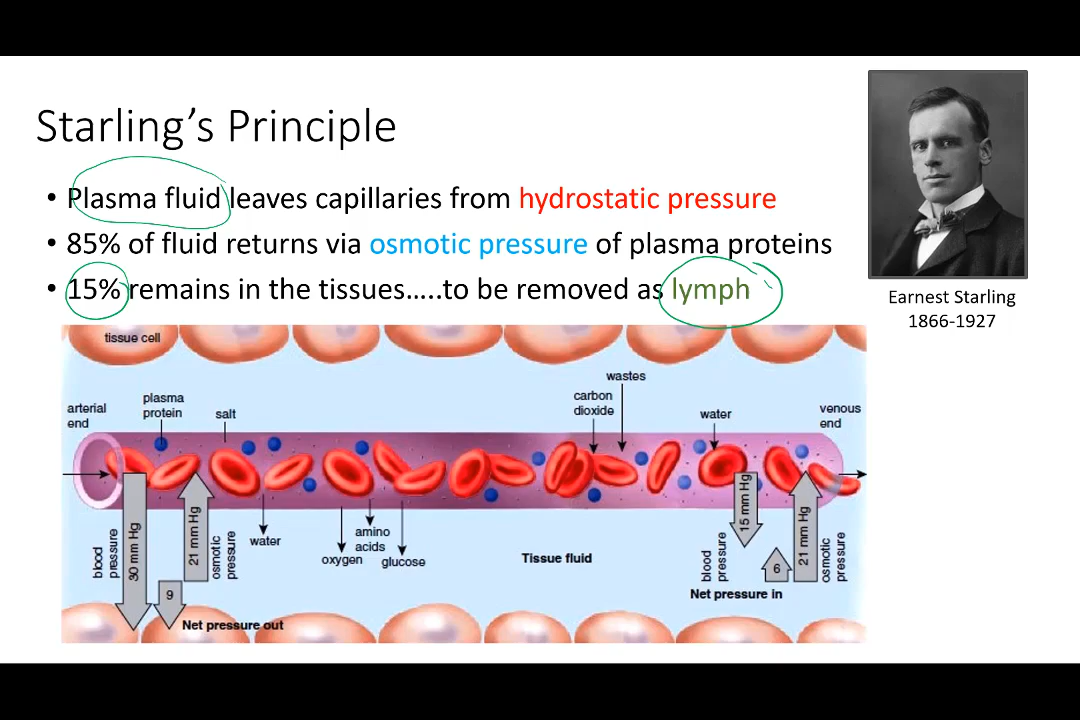 Starling's Principle
• Plasma fluid leaves capillaries from hydrostatic pressure
• 85% of fluid returns via osmotic pressure of plasma proteins
• 15% remains in the tissues.....to be removed as lymph
Earnest Starling
1866-1927
tissue cell
arterial
end
plasma
protein
salt
wastes
carbon
dioxide
water
venous
end
blood
pressure
30 mm Hg
21 mm Hg
osmotic
pressure
9
Net pressure out
water
oxygen
amino
acids
glucose
Tissue fluid
blood
pressure
15 mm Hg
6
21 mm Hg
osmotic
pressure
Net pressure in